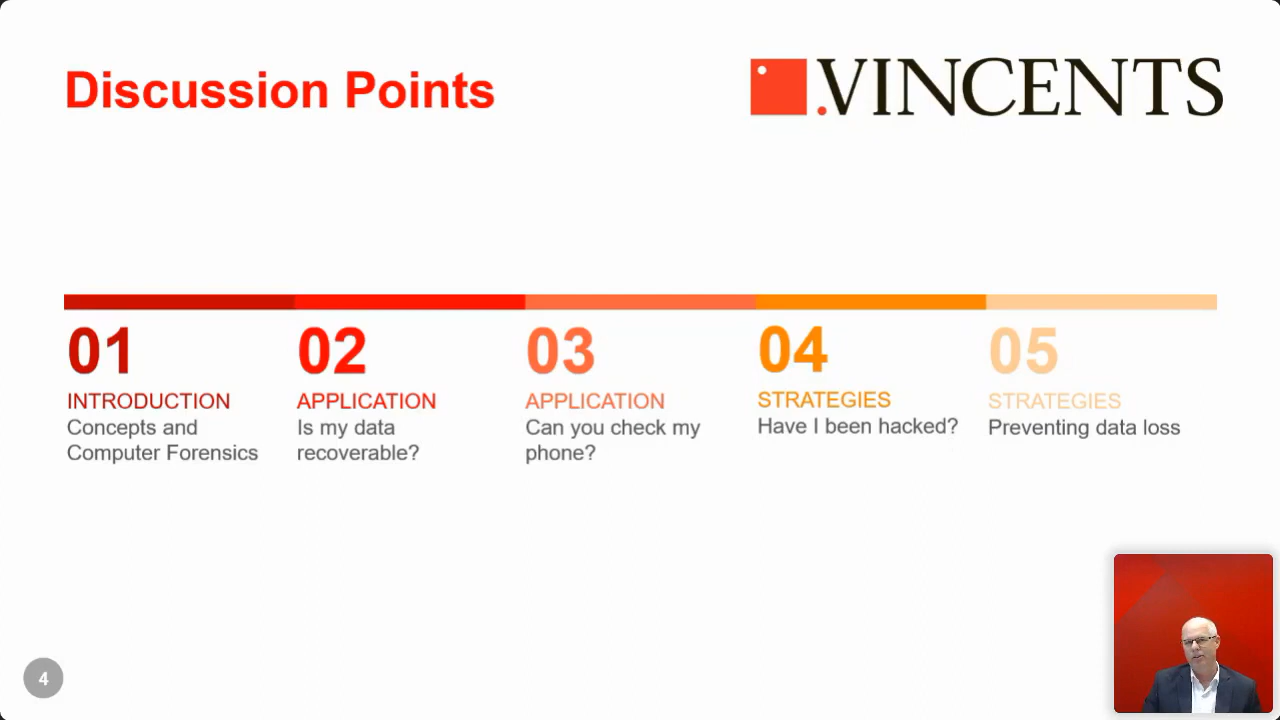 Discussion Points
.VINCENTS
01
INTRODUCTION
Concepts and
Computer Forensics
02
APPLICATION
Is my data
recoverable?
03
APPLICATION
Can you check my
phone?
04
STRATEGIES
Have I been hacked?
05
STRATEGIES
Preventing data loss
4